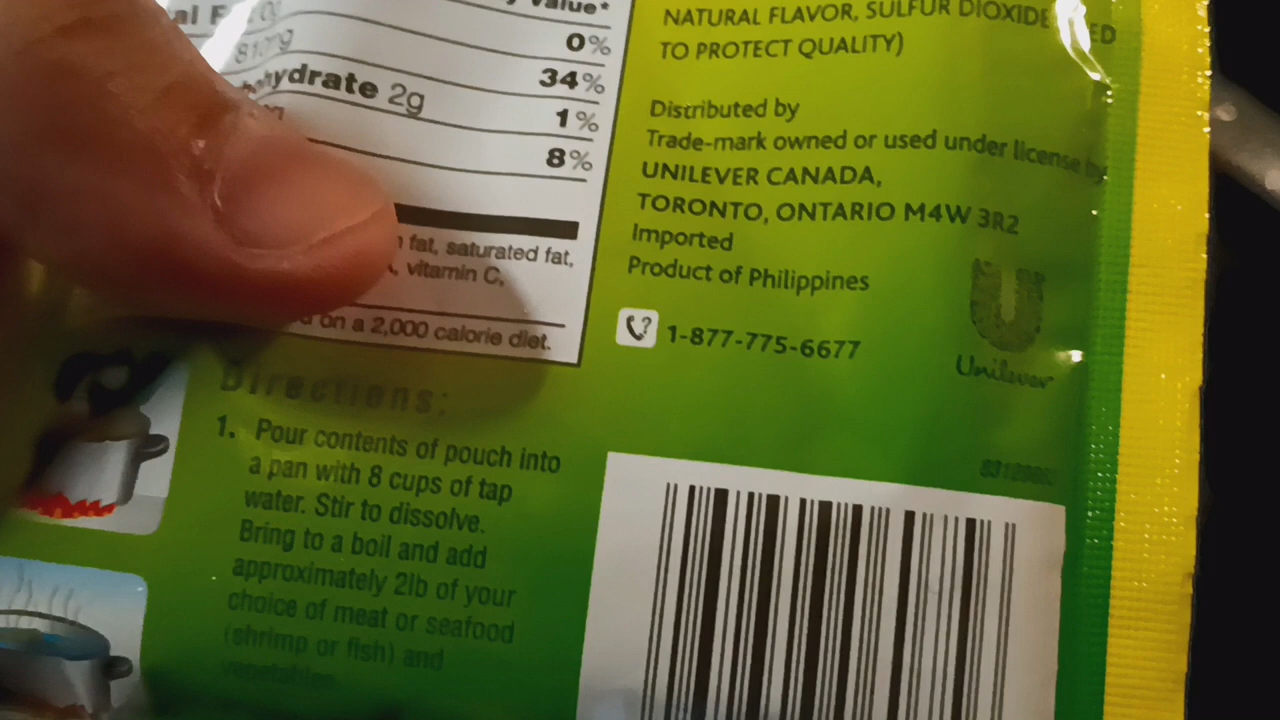 Value*
0%
810mg
34%
hydrate 2g
1%
8%
fat, saturated fat,
vitamin C,
on a 2,000 calorie diet.
NATURAL FLAVOR, SULFUR DIOXIDE
TO PROTECT QUALITY)
Distributed by
Trade-mark owned or used under license by
UNILEVER CANADA,
TORONTO, ONTARIO M4W 3R2
Imported
Product of Philippines
1-877-775-6677
Unilever
Directions:
1. Pour contents of pouch into
a pan with 8 cups of tap
water. Stir to dissolve.
Bring to a boil and add
approximately 2lb of your
choice of meat or seafood
(shrimp or fish) and
vegetables